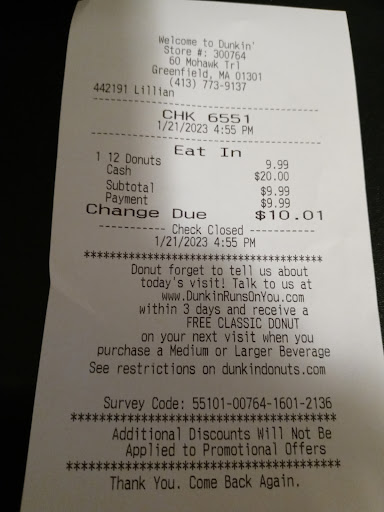 Welcome to Dunkin'
Store #: 300764
60 Mohawk Trl
Greenfield, MA 01301
(413) 773-9137
442191 Lillian
--------------------------------------
CHK 6551
1/21/2023 4:55 PM
--------------------------------------
Eat In
1 12 Donuts 9.99
Cash $20.00
Subtotal $9.99
Payment $9.99
Change Due $10.01
----------- Check Closed -----------
1/21/2023 4:55 PM
**************************************
Donut forget to tell us about
today's visit! Talk to us at
www.DunkinRunsOnYou.com
within 3 days and receive a
FREE CLASSIC DONUT
on your next visit when you
purchase a Medium or Larger Beverage
See restrictions on dunkindonuts.com
Survey Code: 55101-00764-1601-2136
**************************************
Additional Discounts Will Not Be
Applied to Promotional Offers
**************************************
Thank You. Come Back Again.